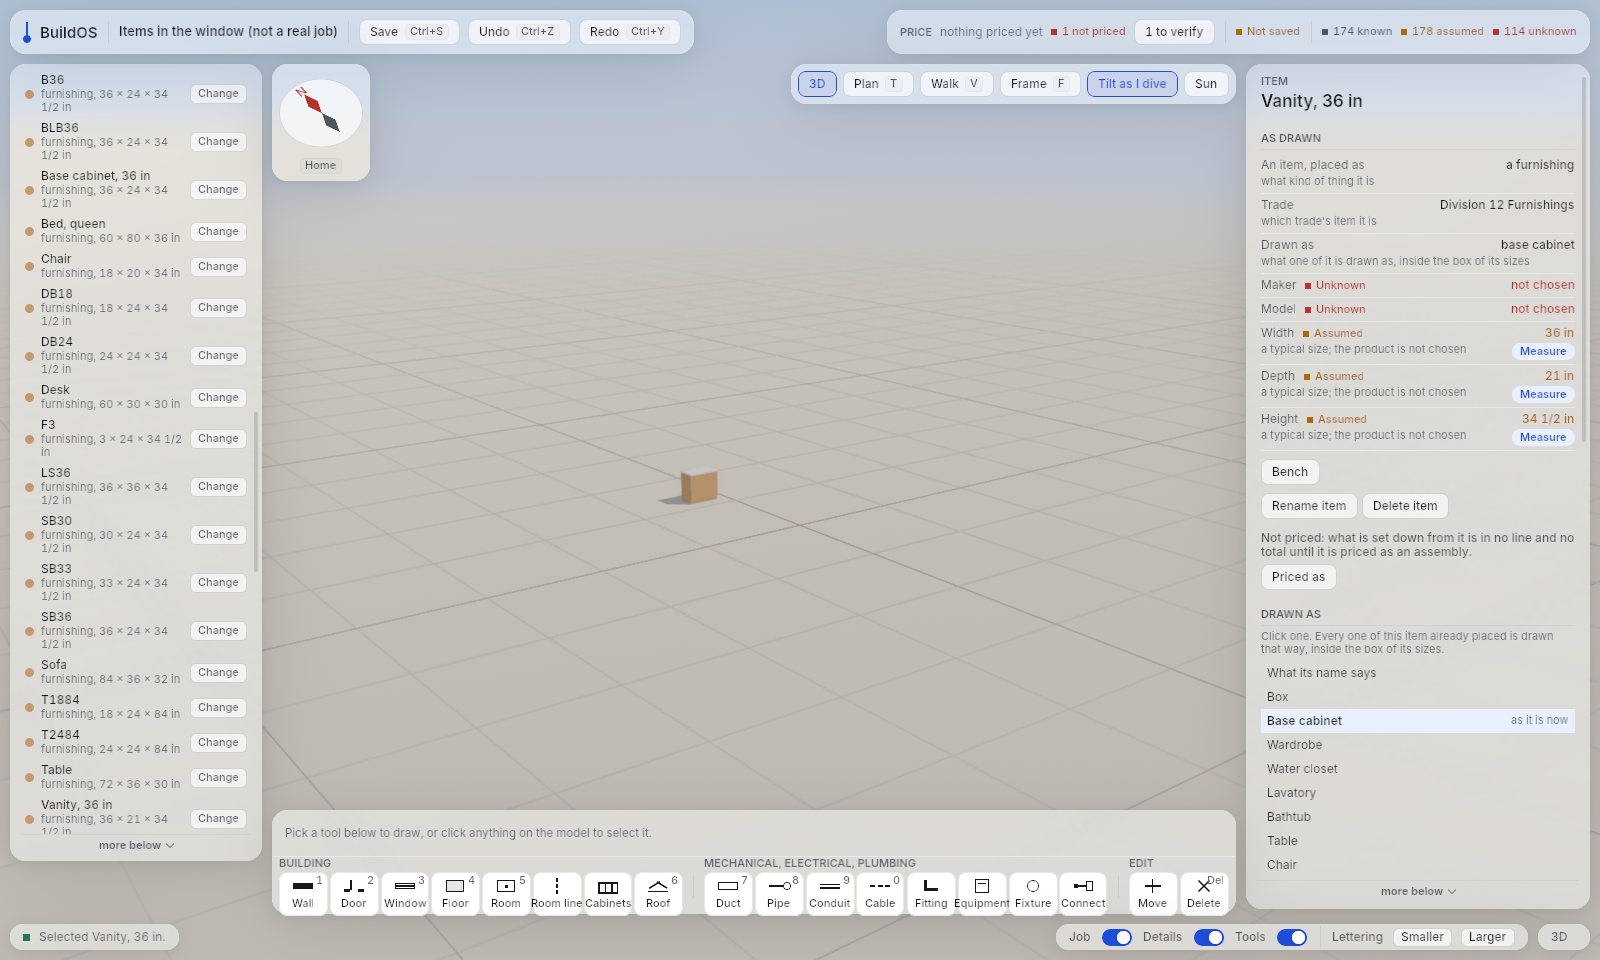 BuildOS
Items in the window (not a real job)
Save Ctrl+S
Undo Ctrl+Z
Redo Ctrl+Y
PRICE nothing priced yet 1 not priced 1 to verify Not saved 174 known 178 assumed 114 unknown
B36
furnishing, 36 × 24 × 34
1/2 in
Change
BLB36
furnishing, 36 × 24 × 34
1/2 in
Change
Base cabinet, 36 in
furnishing, 36 × 24 × 34
1/2 in
Change
Bed, queen
furnishing, 60 × 80 × 36 in
Change
Chair
furnishing, 18 × 20 × 34 in
Change
DB18
furnishing, 18 × 24 × 34
1/2 in
Change
DB24
furnishing, 24 × 24 × 34
1/2 in
Change
Desk
furnishing, 60 × 30 × 30 in
Change
F3
furnishing, 3 × 24 × 34 1/2
in
Change
LS36
furnishing, 36 × 36 × 34
1/2 in
Change
SB30
furnishing, 30 × 24 × 34
1/2 in
Change
SB33
furnishing, 33 × 24 × 34
1/2 in
Change
SB36
furnishing, 36 × 24 × 34
1/2 in
Change
Sofa
furnishing, 84 × 36 × 32 in
Change
T1884
furnishing, 18 × 24 × 84 in
Change
T2484
furnishing, 24 × 24 × 84 in
Change
Table
furnishing, 72 × 36 × 30 in
Change
Vanity, 36 in
furnishing, 36 × 21 × 34
1/2 in
Change
more below
N
Home
3D
Plan T
Walk V
Frame F
Tilt as I dive
Sun
ITEM
Vanity, 36 in
AS DRAWN
An item, placed as a furnishing
what kind of thing it is
Trade Division 12 Furnishings
which trade's item it is
Drawn as base cabinet
what one of it is drawn as, inside the box of its sizes
Maker Unknown not chosen
Model Unknown not chosen
Width Assumed 36 in
a typical size; the product is not chosen Measure
Depth Assumed 21 in
a typical size; the product is not chosen Measure
Height Assumed 34 1/2 in
a typical size; the product is not chosen Measure
Bench
Rename item Delete item
Not priced: what is set down from it is in no line and no
total until it is priced as an assembly.
Priced as
DRAWN AS
Click one. Every one of this item already placed is drawn
that way, inside the box of its sizes.
What its name says
Box
Base cabinet as it is now
Wardrobe
Water closet
Lavatory
Bathtub
Table
Chair
more below
Pick a tool below to draw, or click anything on the model to select it.
BUILDING
1 Wall
2 Door
3 Window
4 Floor
5 Room
Room line
Cabinets
6 Roof
MECHANICAL, ELECTRICAL, PLUMBING
7 Duct
8 Pipe
9 Conduit
0 Cable
Fitting
Equipment
Fixture
Connect
EDIT
Move
Del Delete
Selected Vanity, 36 in.
Job Details Tools Lettering Smaller Larger 3D